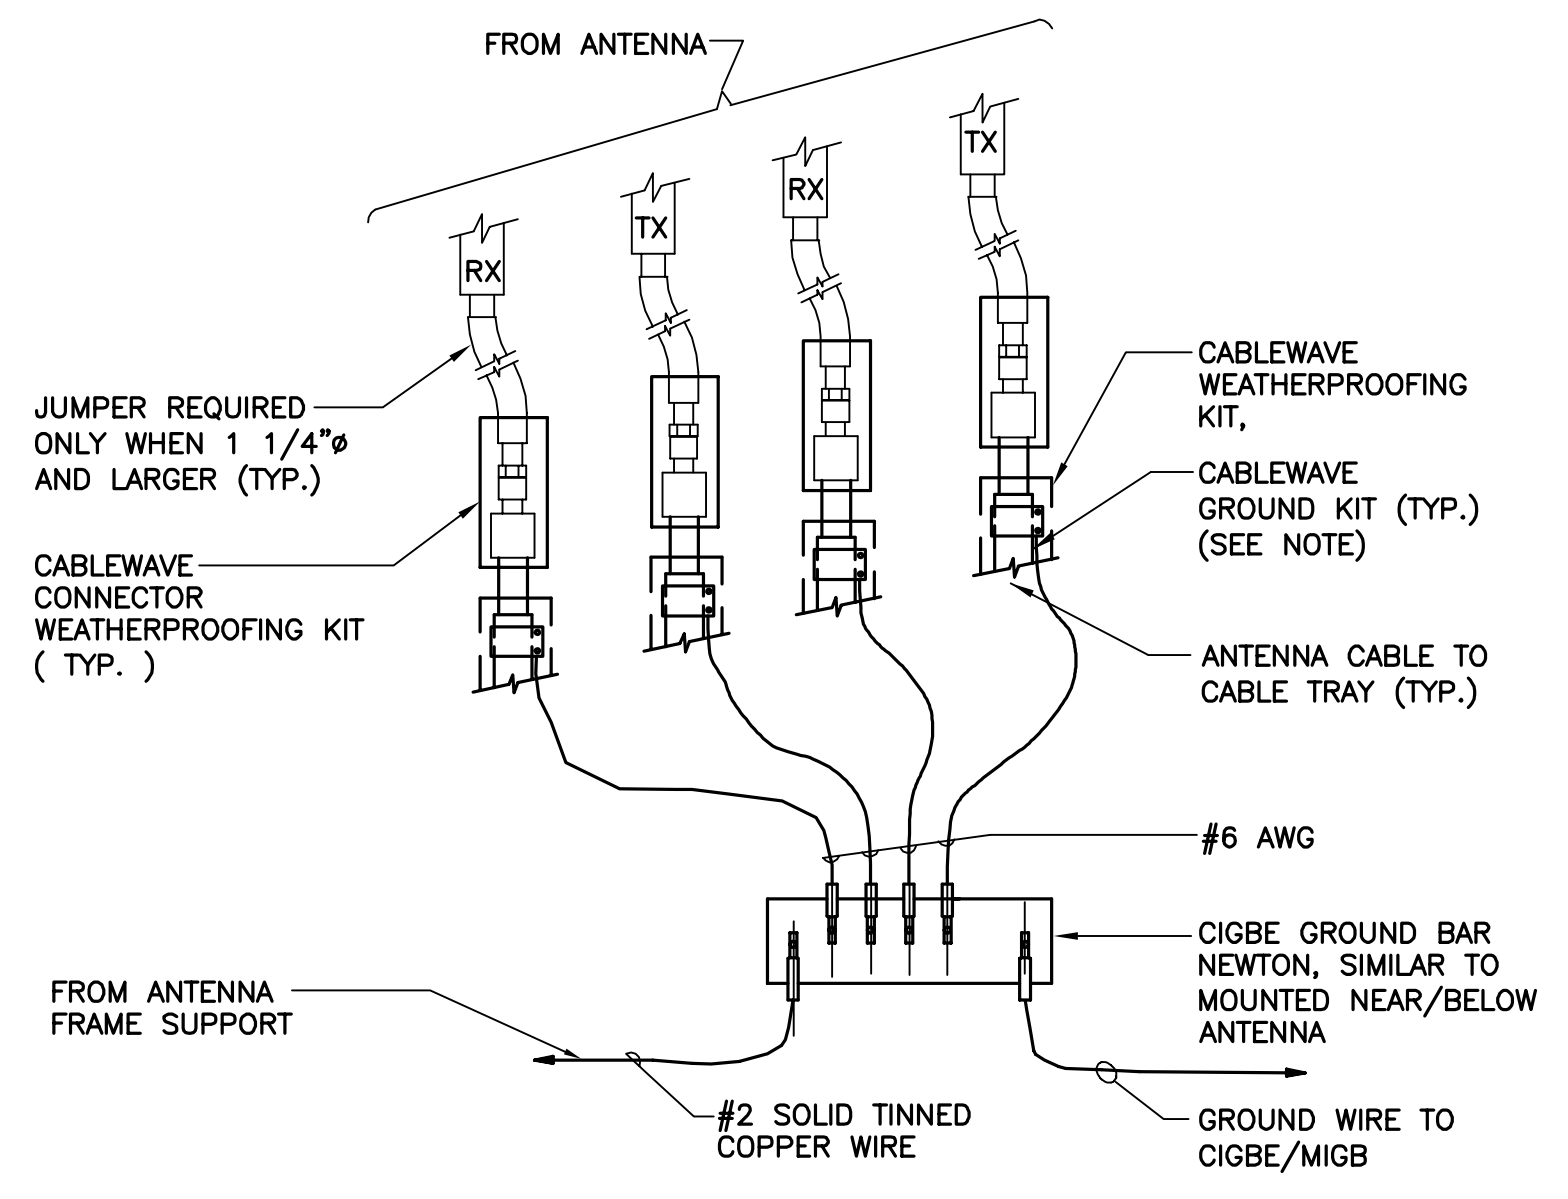 FROM ANTENNA
TX
RX
TX
RX
JUMPER REQUIRED
ONLY WHEN 1 1/4"ø
AND LARGER (TYP.)
CABLEWAVE
CONNECTOR
WEATHERPROOFING KIT
( TYP. )
CABLEWAVE
WEATHERPROOFING
KIT,
CABLEWAVE
GROUND KIT (TYP.)
(SEE NOTE)
ANTENNA CABLE TO
CABLE TRAY (TYP.)
#6 AWG
CIGBE GROUND BAR
NEWTON, SIMILAR TO
MOUNTED NEAR/BELOW
ANTENNA
FROM ANTENNA
FRAME SUPPORT
#2 SOLID TINNED
COPPER WIRE
GROUND WIRE TO
CIGBE/MIGB